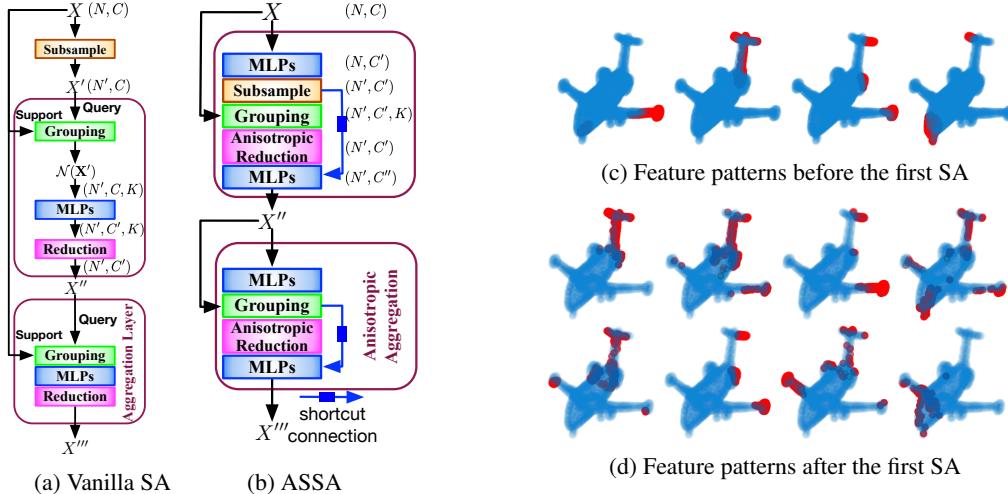 X (N, C)
Subsample
X' (N', C)
Query
Support
Grouping
𝒩(X')
(N', C, K)
MLPs
(N', C', K)
Reduction
(N', C')
X''
Query
Support
Grouping
MLPs
Reduction
Aggregation Layer
X'''
(a) Vanilla SA
X (N, C)
MLPs (N, C')
Subsample (N', C')
Grouping (N', C', K)
Anisotropic
Reduction (N', C')
MLPs (N', C'')
X''
MLPs
Grouping
Anisotropic
Reduction
MLPs
Anisotropic
Aggregation
shortcut
connection
X'''
(b) ASSA
(c) Feature patterns before the first SA
(d) Feature patterns after the first SA